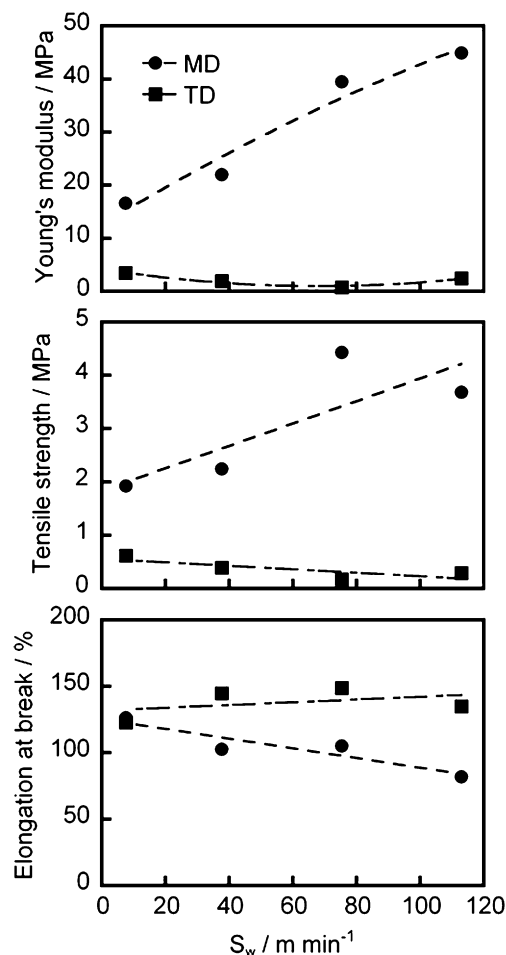 Young's modulus / MPa
50
40
30
20
10
0
MD
TD
Tensile strength / MPa
5
4
3
2
1
0
Elongation at break / %
200
150
100
50
0
0 20 40 60 80 100 120
S_w / m min⁻¹